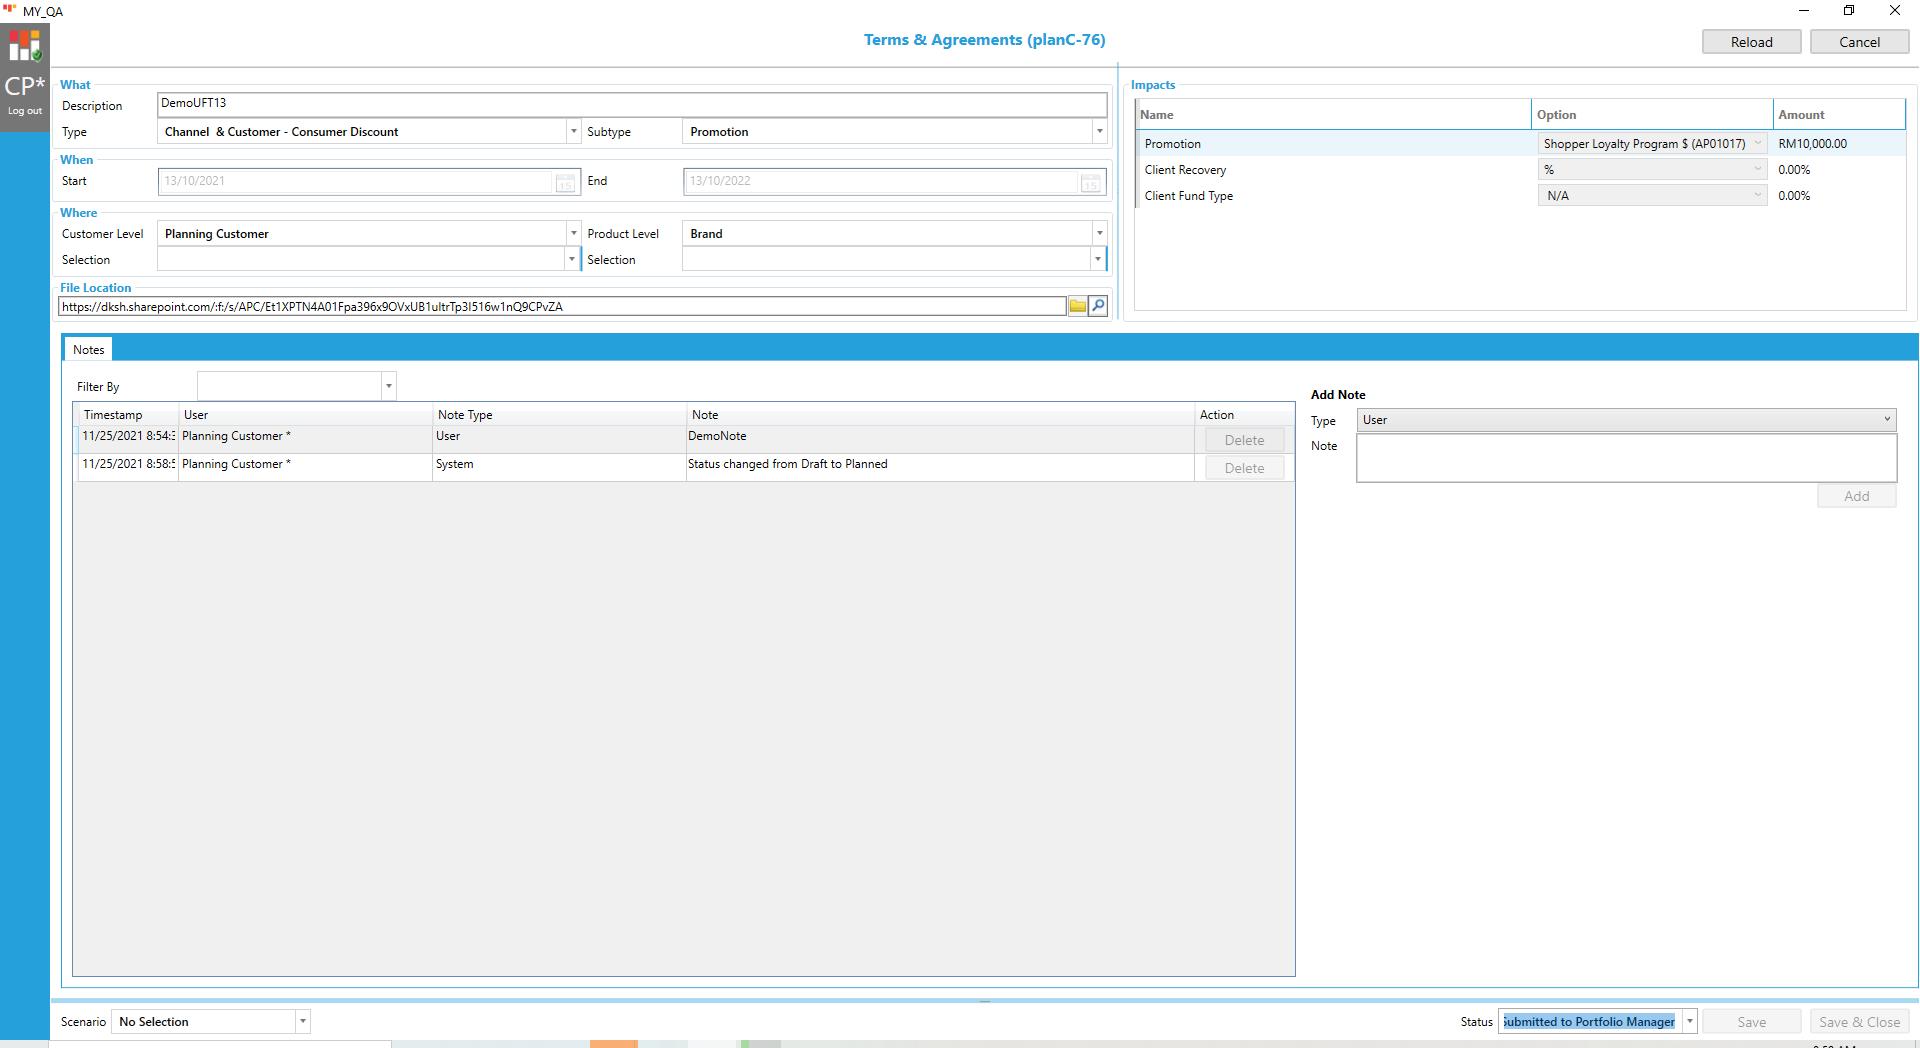 MY_QA
CP*
Log out
Terms & Agreements (planC-76)
Reload
Cancel
What
Description
DemoUFT13
Type
Channel & Customer - Consumer Discount
Subtype
Promotion
When
Start
13/10/2021
15
End
13/10/2022
15
Where
Customer Level
Planning Customer
Product Level
Brand
Selection
Selection
File Location
https://dksh.sharepoint.com/:f:/s/APC/Et1XPTN4A01Fpa396x9OVxUB1uItrTp3I516w1nQ9CPvZA
Impacts
Name Option Amount
Promotion Shopper Loyalty Program $ (AP01017) RM10,000.00
Client Recovery % 0.00%
Client Fund Type N/A 0.00%
Notes
Filter By
Timestamp User Note Type Note Action
11/25/2021 8:54: Planning Customer * User DemoNote Delete
11/25/2021 8:58: Planning Customer * System Status changed from Draft to Planned Delete
Add Note
Type
User
Note
Add
Scenario
No Selection
Status
Submitted to Portfolio Manager
Save
Save & Close